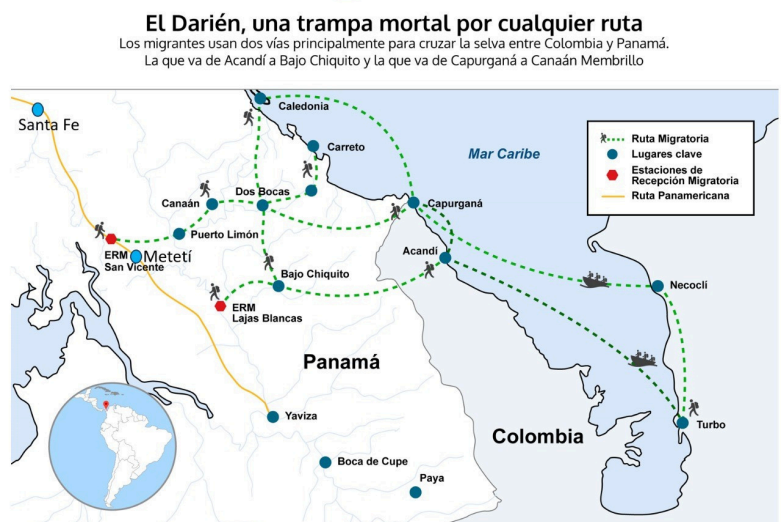 El Darién, una trampa mortal por cualquier ruta
Los migrantes usan dos vías principalmente para cruzar la selva entre Colombia y Panamá.
La que va de Acandí a Bajo Chiquito y la que va de Capurganá a Canaán Membrillo
Santa Fe
Caledonia
Carreto
Mar Caribe
Ruta Migratoria
Lugares clave
Estaciones de
Recepción Migratoria
Ruta Panamericana
Canaán
Dos Bocas
Capurganá
Puerto Limón
ERM
San Vicente
Metetí
Acandí
Bajo Chiquito
Necoclí
ERM
Lajas Blancas
Panamá
Yaviza
Turbo
Colombia
Boca de Cupe
Paya